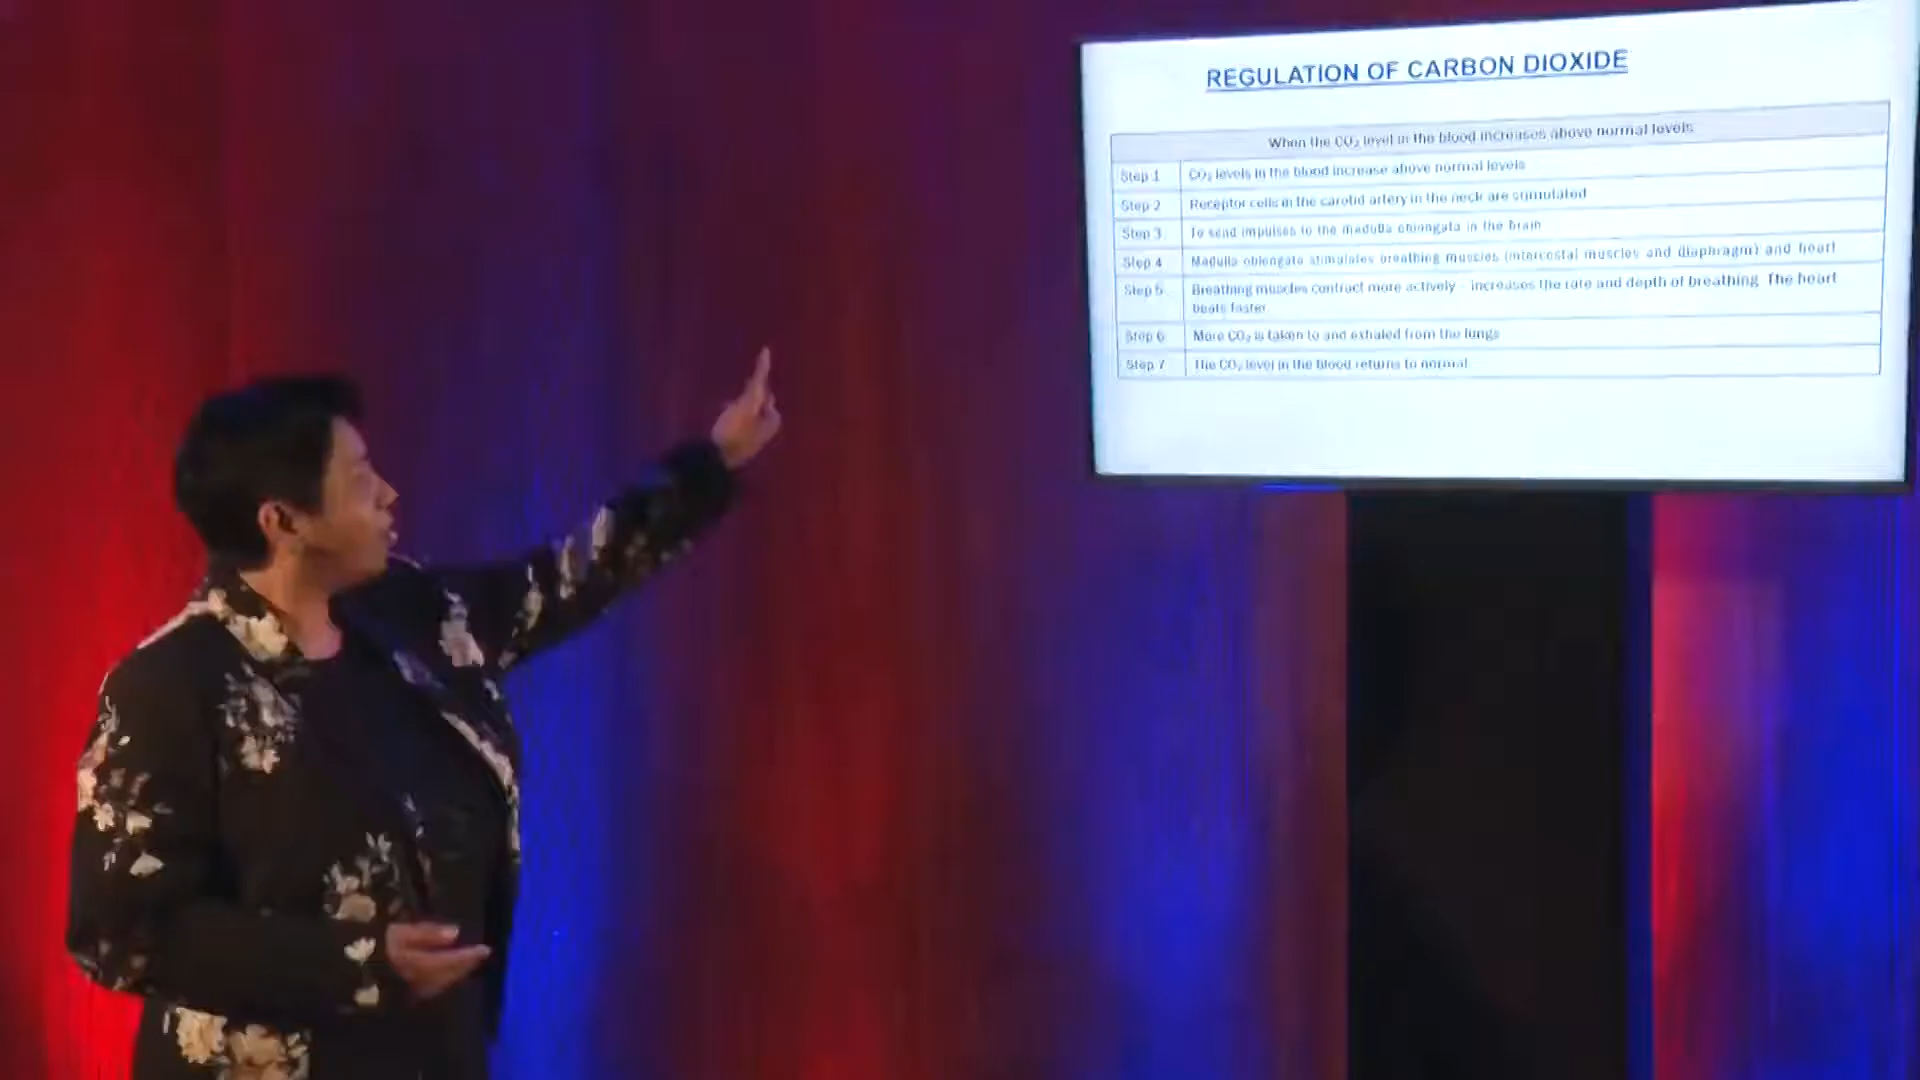 REGULATION OF CARBON DIOXIDE
When the CO₂ level in the blood increases above normal levels
Step 1 CO₂ levels in the blood increase above normal levels
Step 2 Receptor cells in the carotid artery in the neck are stimulated
Step 3 To send impulses to the medulla oblongata in the brain
Step 4 Medulla oblongata stimulates breathing muscles (intercostal muscles and diaphragm) and heart
Step 5 Breathing muscles contract more actively - increases the rate and depth of breathing. The heart
beats faster
Step 6 More CO₂ is taken to and exhaled from the lungs
Step 7 The CO₂ level in the blood returns to normal